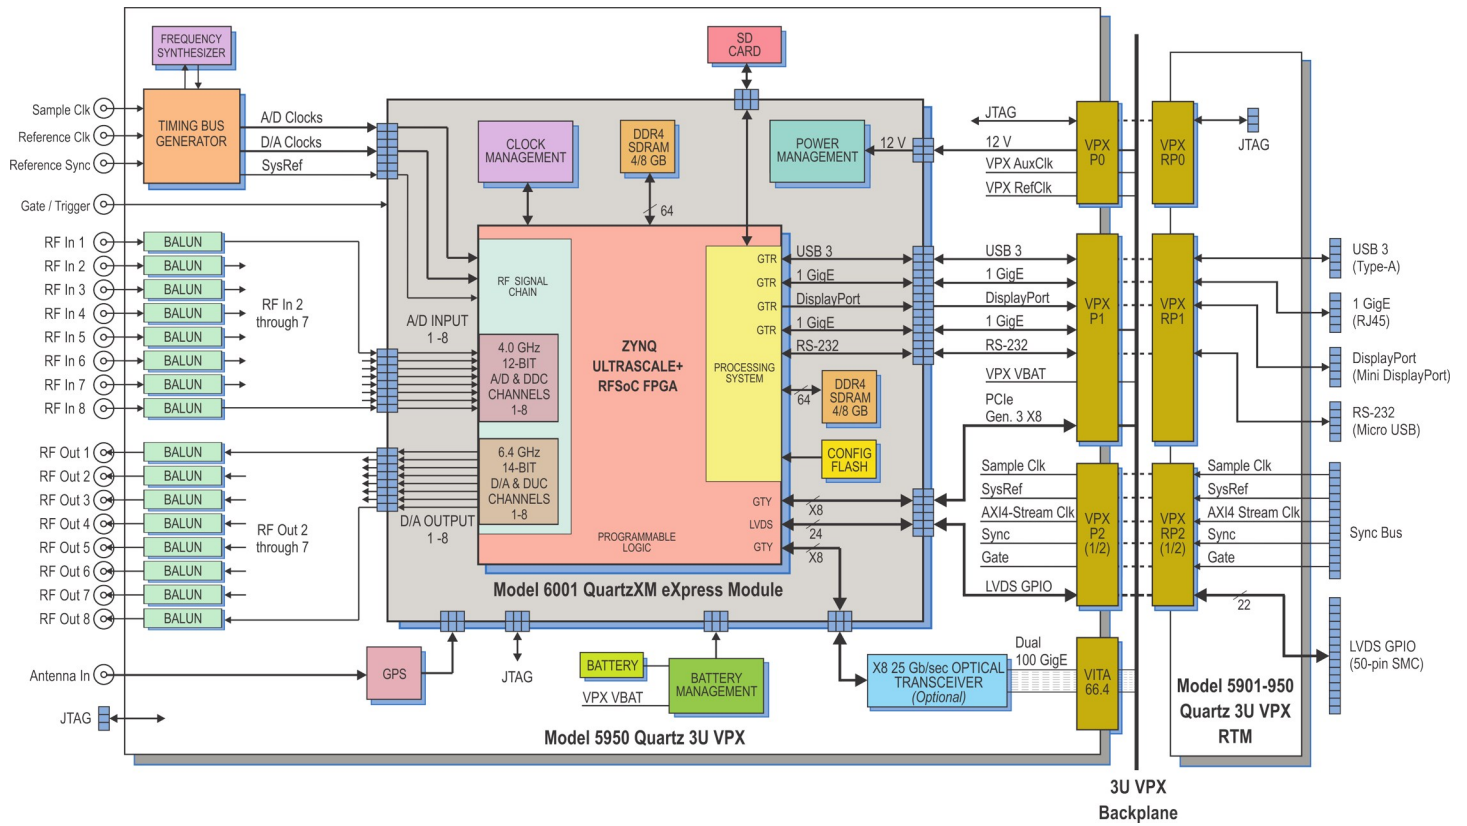 FREQUENCY
SYNTHESIZER
SD
CARD
Sample Clk
Reference Clk
Reference Sync
TIMING BUS
GENERATOR
A/D Clocks
D/A Clocks
SysRef
Gate / Trigger
CLOCK
MANAGEMENT
DDR4
SDRAM
4/8 GB
64
POWER
MANAGEMENT
12 V
JTAG
12 V
VPX AuxClk
VPX RefClk
VPX
P0
VPX
RP0
JTAG
RF In 1
BALUN
RF In 2
BALUN
RF In 3
BALUN
RF In 4
BALUN
RF In 5
BALUN
RF In 6
BALUN
RF In 7
BALUN
RF In 8
BALUN
RF In 2
through 7
A/D INPUT
1 -8
RF SIGNAL
CHAIN
4.0 GHz
12-BIT
A/D & DDC
CHANNELS
1-8
ZYNQ
ULTRASCALE+
RFSoC FPGA
PROCESSING
SYSTEM
GTR
USB 3
GTR
1 GigE
GTR
DisplayPort
GTR
1 GigE
RS-232
64
DDR4
SDRAM
4/8 GB
CONFIG
FLASH
USB 3
1 GigE
DisplayPort
1 GigE
RS-232
VPX VBAT
PCIe
Gen. 3 X8
VPX
P1
VPX
RP1
USB 3
(Type-A)
1 GigE
(RJ45)
DisplayPort
(Mini DisplayPort)
RS-232
(Micro USB)
RF Out 1
BALUN
RF Out 2
BALUN
RF Out 3
BALUN
RF Out 4
BALUN
RF Out 5
BALUN
RF Out 6
BALUN
RF Out 7
BALUN
RF Out 8
BALUN
RF Out 2
through 7
6.4 GHz
14-BIT
D/A & DUC
CHANNELS
1-8
D/A OUTPUT
1 -8
PROGRAMMABLE
LOGIC
GTY
X8
LVDS
24
GTY
X8
Model 6001 QuartzXM eXpress Module
Sample Clk
SysRef
AXI4-Stream Clk
Sync
Gate
LVDS GPIO
VPX
P2
(1/2)
VPX
RP2
(1/2)
Sample Clk
SysRef
AXI4 Stream Clk
Sync
Gate
22
Sync Bus
LVDS GPIO
(50-pin SMC)
Antenna In
GPS
JTAG
BATTERY
VPX VBAT
BATTERY
MANAGEMENT
X8 25 Gb/sec OPTICAL
TRANSCEIVER
(Optional)
Dual
100 GigE
VITA
66.4
JTAG
Model 5950 Quartz 3U VPX
Model 5901-950
Quartz 3U VPX
RTM
3U VPX
Backplane